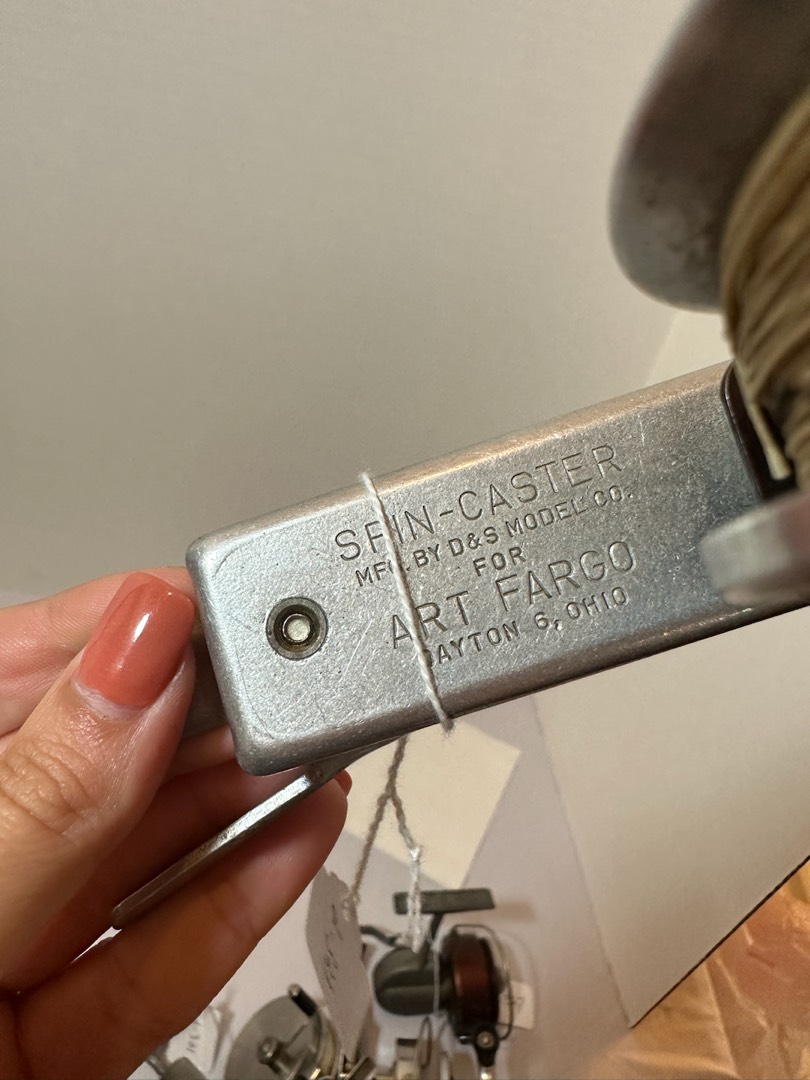 SPIN-CASTER
MFG. BY D&S MODEL CO.
FOR
ART FARGO
DAYTON 6, OHIO